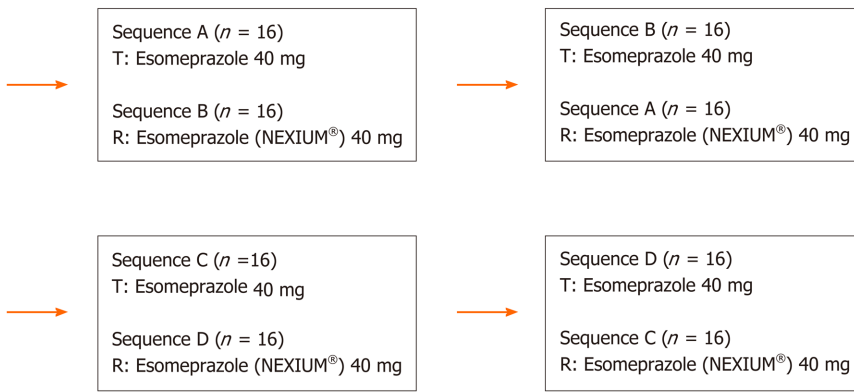 Sequence A (n = 16)
T: Esomeprazole 40 mg
Sequence B (n = 16)
R: Esomeprazole (NEXIUM®) 40 mg
Sequence B (n = 16)
T: Esomeprazole 40 mg
Sequence A (n = 16)
R: Esomeprazole (NEXIUM®) 40 mg
Sequence C (n =16)
T: Esomeprazole 40 mg
Sequence D (n = 16)
R: Esomeprazole (NEXIUM®) 40 mg
Sequence D (n = 16)
T: Esomeprazole 40 mg
Sequence C (n = 16)
R: Esomeprazole (NEXIUM®) 40 mg